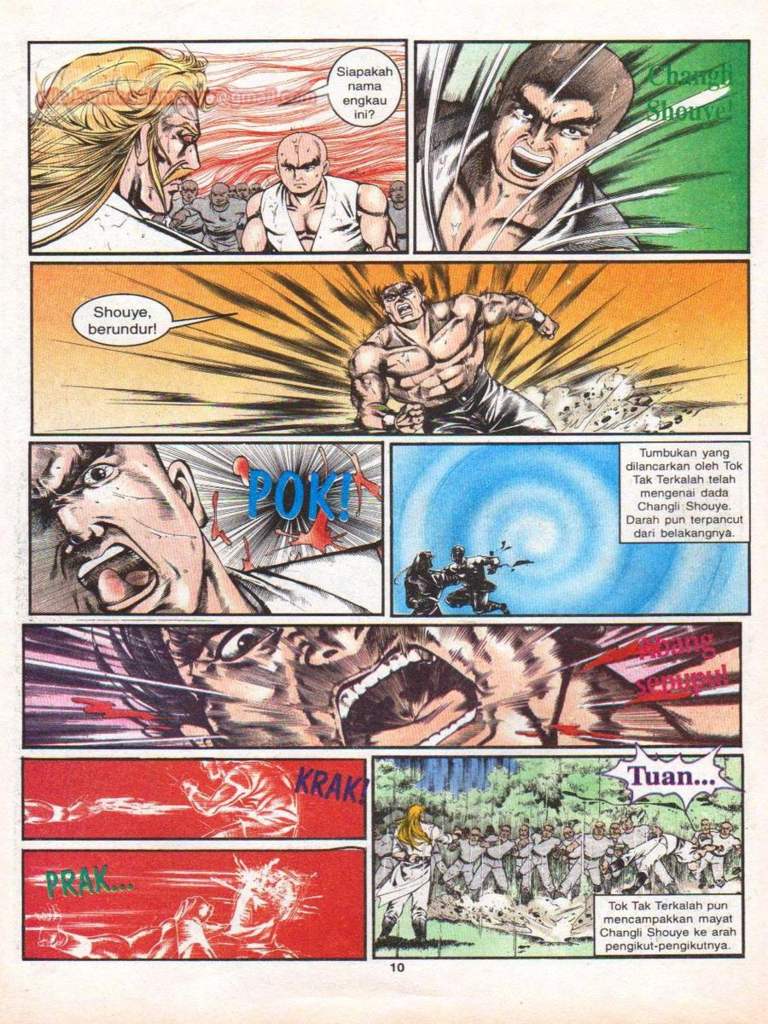 Siapakah
nama
engkau
ini?
Changli
Shouye!
Shouye,
berundur!
POK!
Tumbukan yang
dilancarkan oleh Tok
Tak Terkalah telah
mengenai dada
Changli Shouye.
Darah pun terpancut
dari belakangnya.
Abang
senupu!
KRAK!
PRAK...
Tuan...
Tok Tak Terkalah pun
mencampakkan mayat
Changli Shouye ke arah
pengikut-pengikutnya.
10